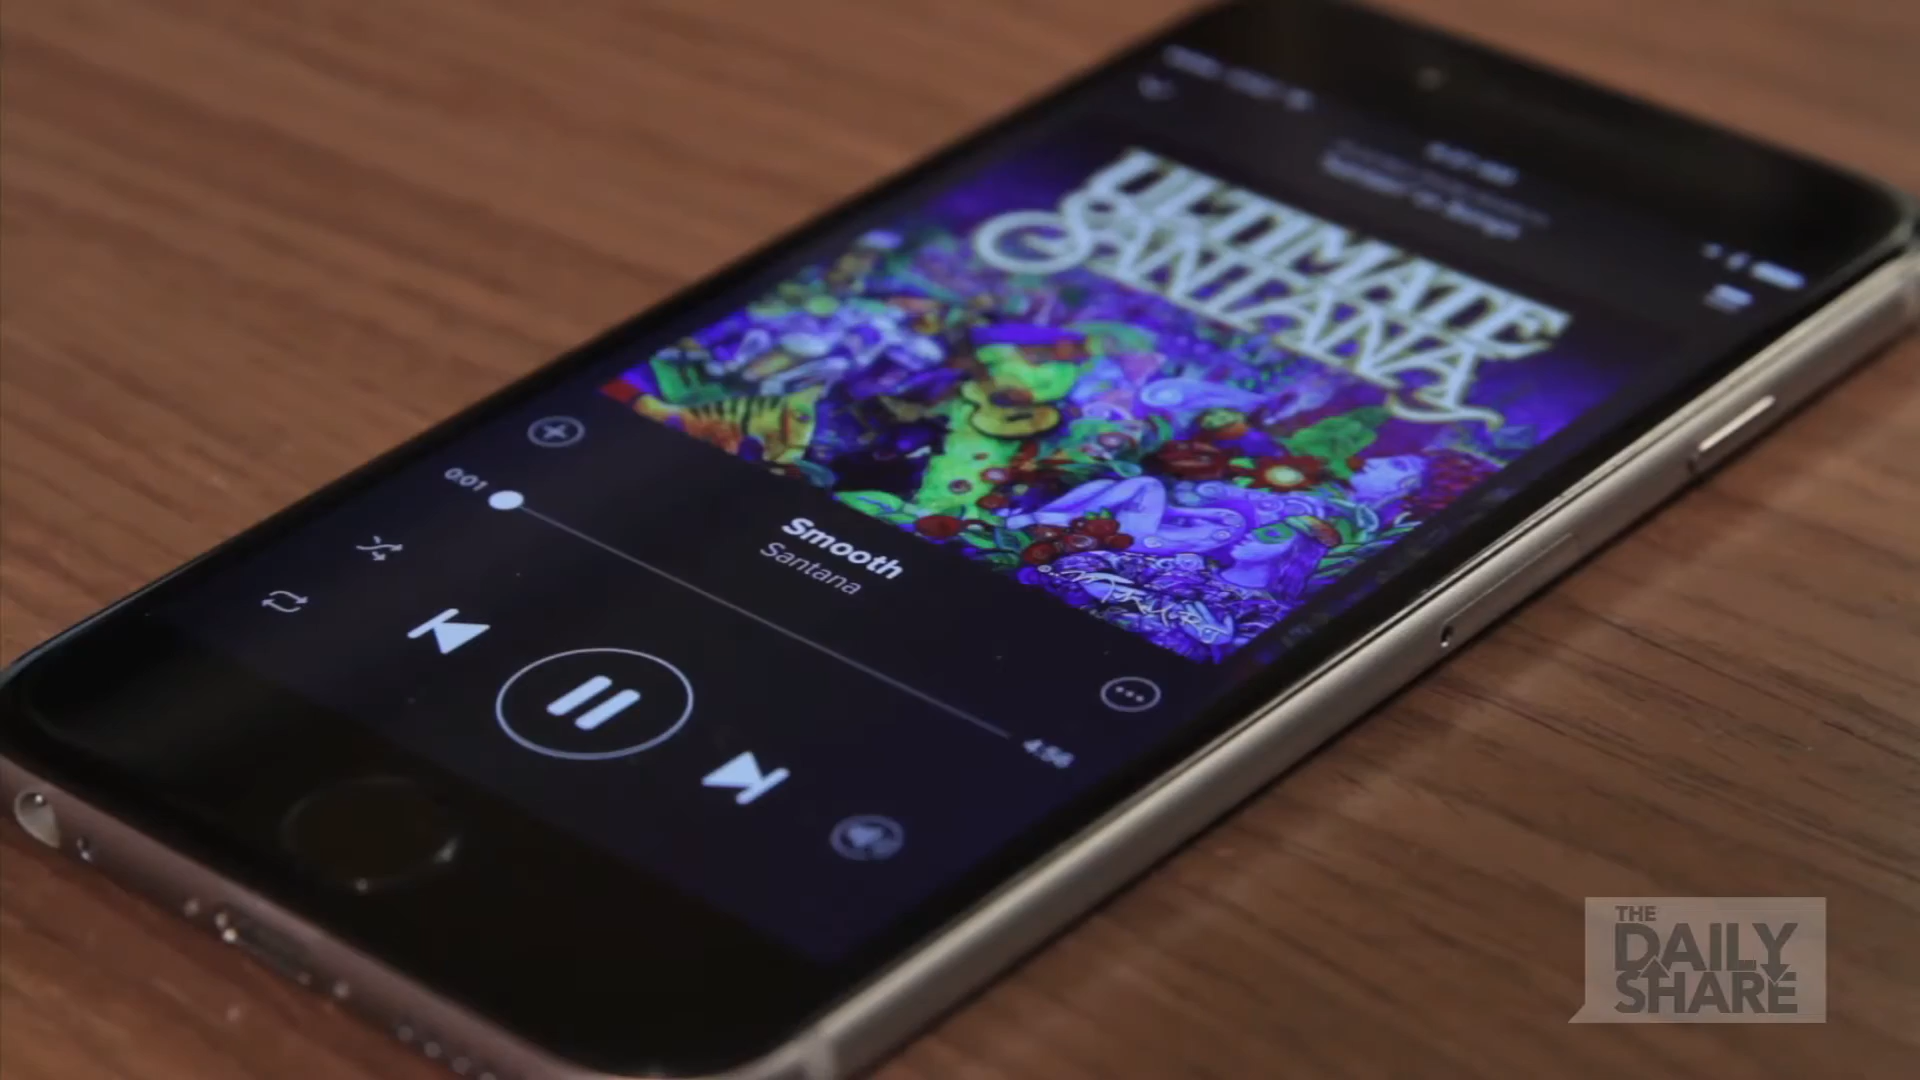 ULTIMATE
SANTANA
0:01
Smooth
Santana
4:56
THE
DAILY
SHARE